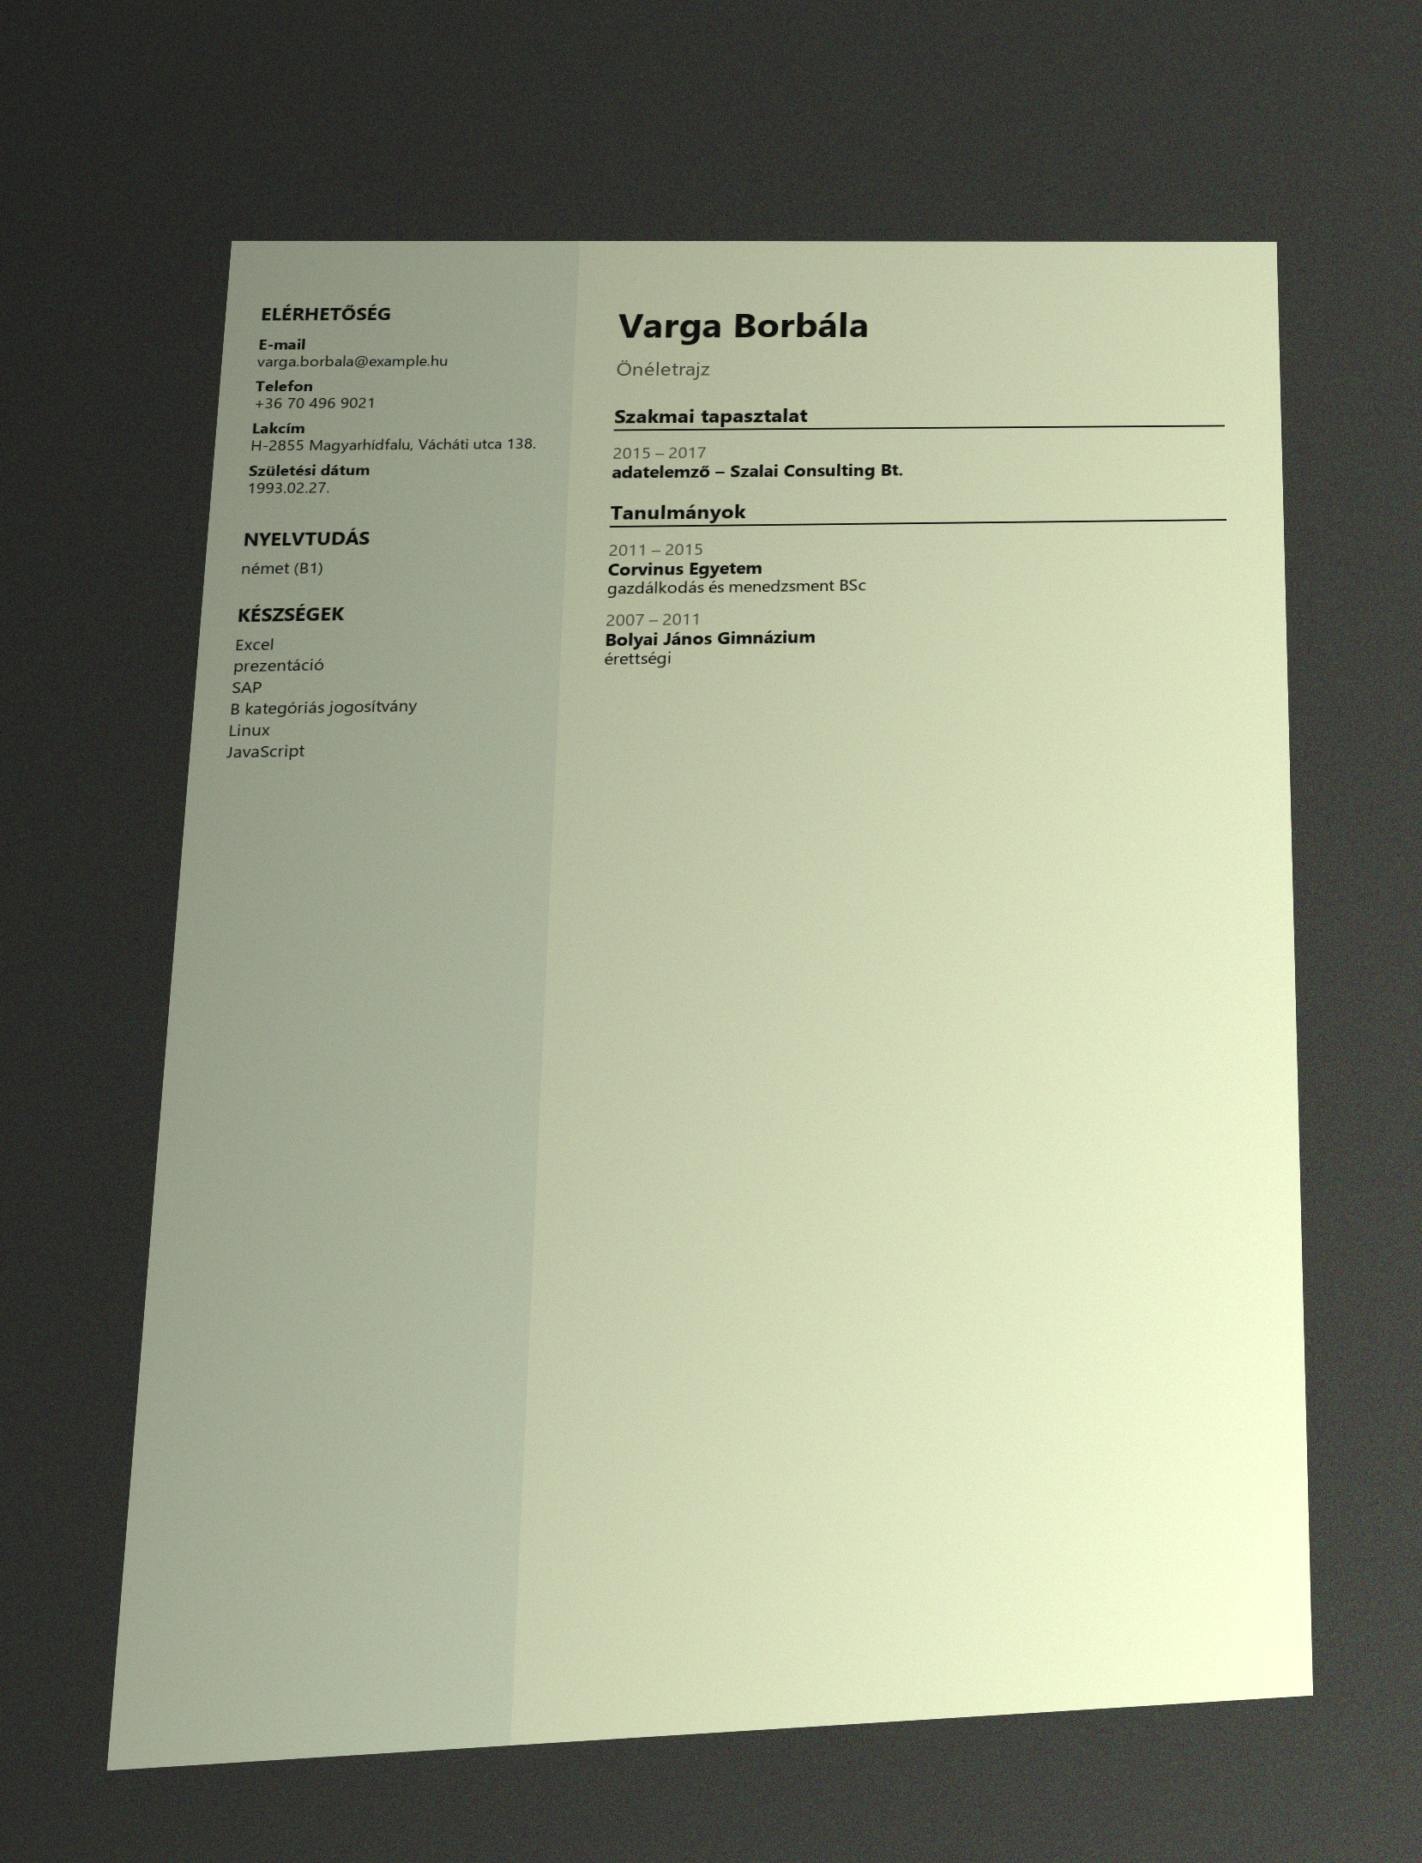 ELÉRHETŐSÉG
E-mail
varga.borbala@example.hu
Telefon
+36 70 496 9021
Lakcím
H-2855 Magyarhídfalu, Vácháti utca 138.
Születési dátum
1993.02.27.
NYELVTUDÁS
német (B1)
KÉSZSÉGEK
Excel
prezentáció
SAP
B kategóriás jogosítvány
Linux
JavaScript
Varga Borbála
Önéletrajz
Szakmai tapasztalat
2015 – 2017
adatelemző – Szalai Consulting Bt.
Tanulmányok
2011 – 2015
Corvinus Egyetem
gazdálkodás és menedzsment BSc
2007 – 2011
Bolyai János Gimnázium
érettségi